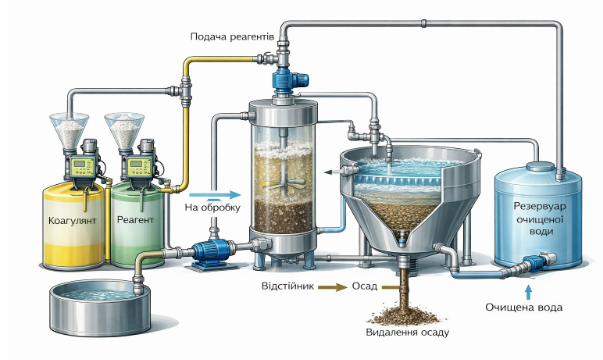 Подача реагентів
Коагулянт
Реагент
На обробку
Резервуар
очищеної
води
Відстійник
Осад
Очищена вода
Видалення осаду